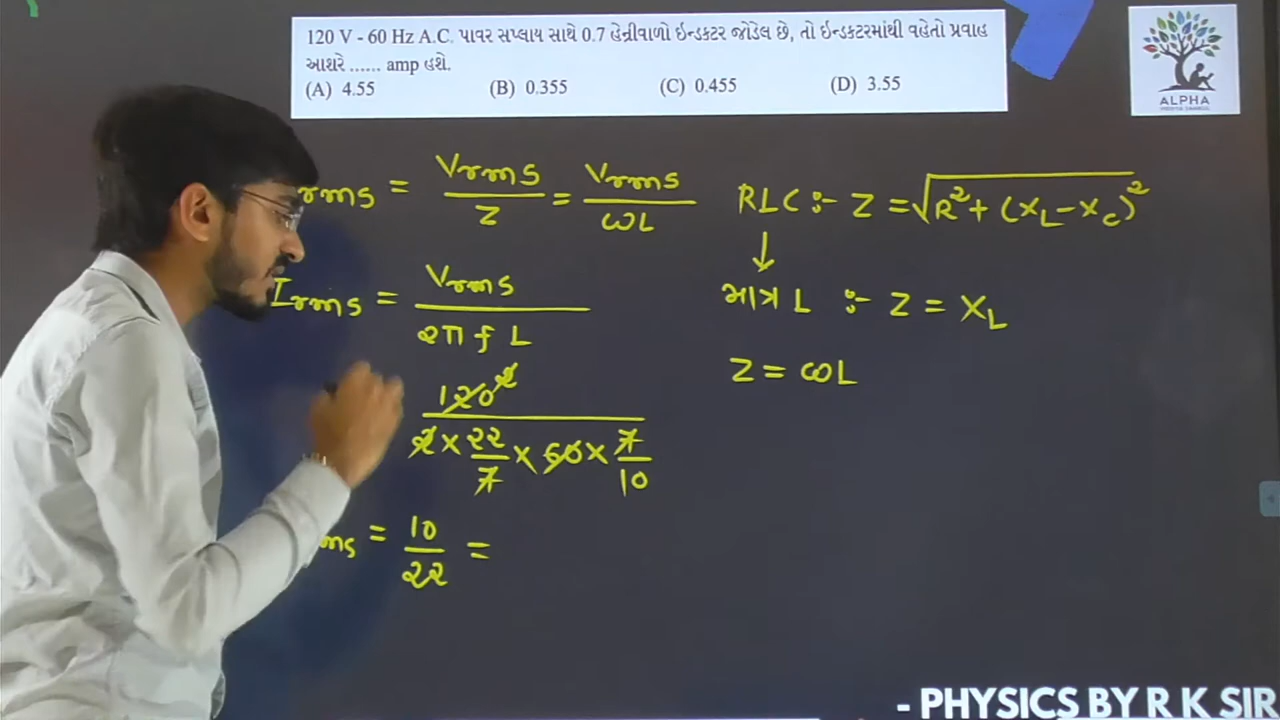 120 V - 60 Hz A.C. પાવર સપ્લાય સાથે 0.7 હેન્રીવાળો ઇન્ડક્ટર જોડેલ છે, તો ઇન્ડક્ટરમાંથી વહેતો પ્રવાહ
આશરે ...... amp હશે.
(A) 4.55 (B) 0.355 (C) 0.455 (D) 3.55
ALPHA
rms = Vrms/Z = Vrms/ωL
Irms = Vrms/૨π f L
120 2/2 × 22/7 × 60 × 7/10
ms = 10/22 =
RLC :- Z = √R² + (XL - XC)²
↓
માત્ર L :- Z = XL
Z = ωL
- PHYSICS BY R K SIR